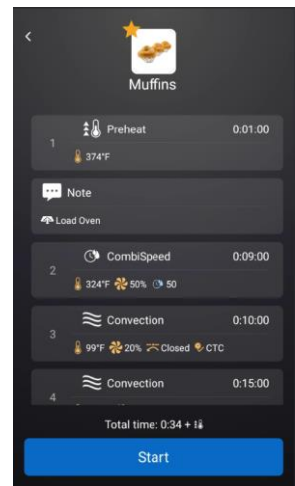 Muffins
1 Preheat 0:01:00
374°F
Note
Load Oven
2 CombiSpeed 0:09:00
324°F 50% 50
3 Convection 0:10:00
99°F 20% Closed CTC
4 Convection 0:15:00
Total time: 0:34 +
Start